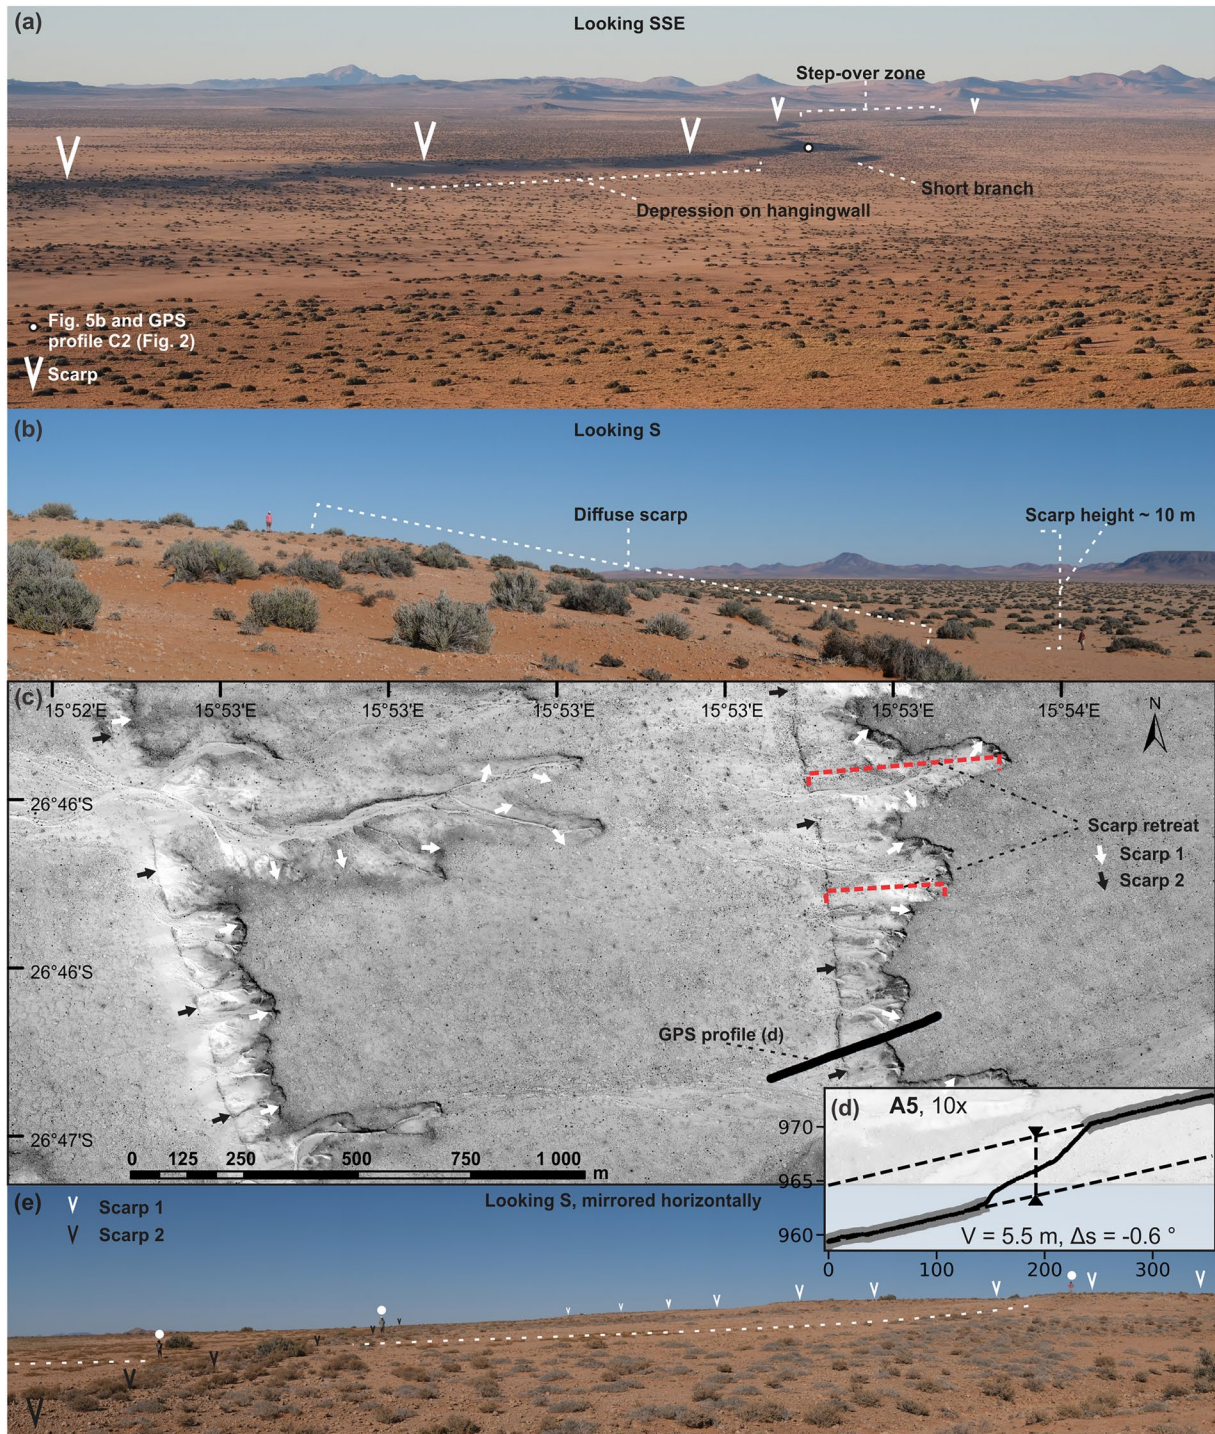 (a)
Looking SSE
Step-over zone
Short branch
Depression on hangingwall
Fig. 5b and GPS
profile C2 (Fig. 2)
Scarp
(b)
Looking S
Diffuse scarp
Scarp height ~ 10 m
(c)
15°52'E
15°53'E
15°53'E
15°53'E
15°53'E
15°53'E
15°54'E
N
26°46'S
Scarp retreat
Scarp 1
Scarp 2
26°46'S
GPS profile (d)
26°47'S
0 125 250 500 750 1 000
m
(d)
A5, 10x
970
965
960
V = 5.5 m, Δs = -0.6 °
0 100 200 300
(e)
Scarp 1
Scarp 2
Looking S, mirrored horizontally